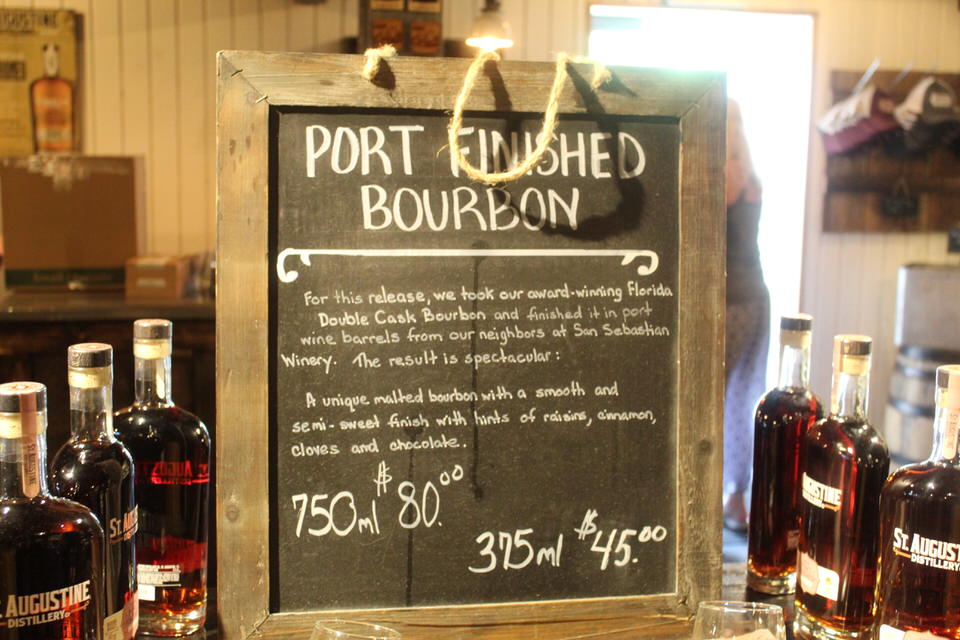 PORT FINISHED
BOURBON
For this release, we took our award-winning Florida
Double Cask Bourbon and finished it in port
wine barrels from our neighbors at San Sebastian
Winery. The result is spectacular:
A unique malted bourbon with a smooth and
semi-sweet finish with hints of raisins, cinnamon,
cloves and chocolate.
750ml $80.00
375ml $45.00
AUGUSTINE
DISTILLERY
ST. AUGUST
DISTILLERY